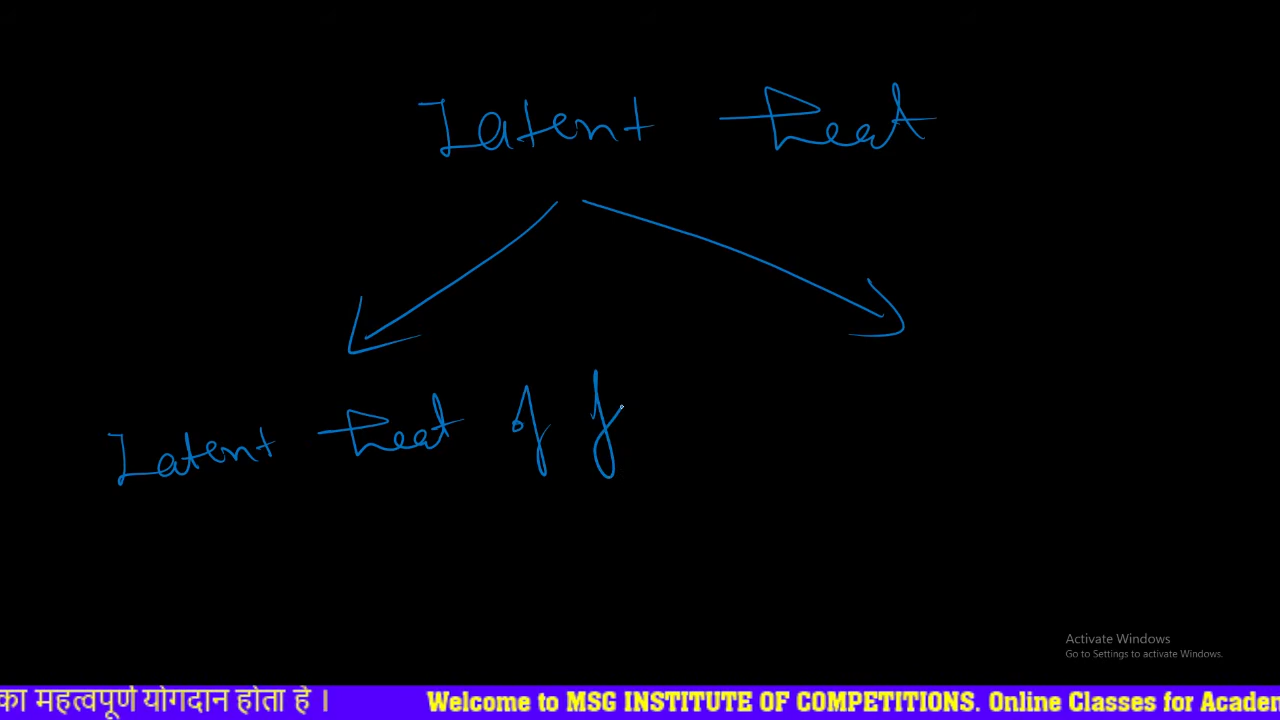 Latent Heat
Latent Heat of f
Activate Windows
Go to Settings to activate Windows.
का महत्वपूर्ण योगदान होता है । Welcome to MSG INSTITUTE OF COMPETITIONS. Online Classes for Academ